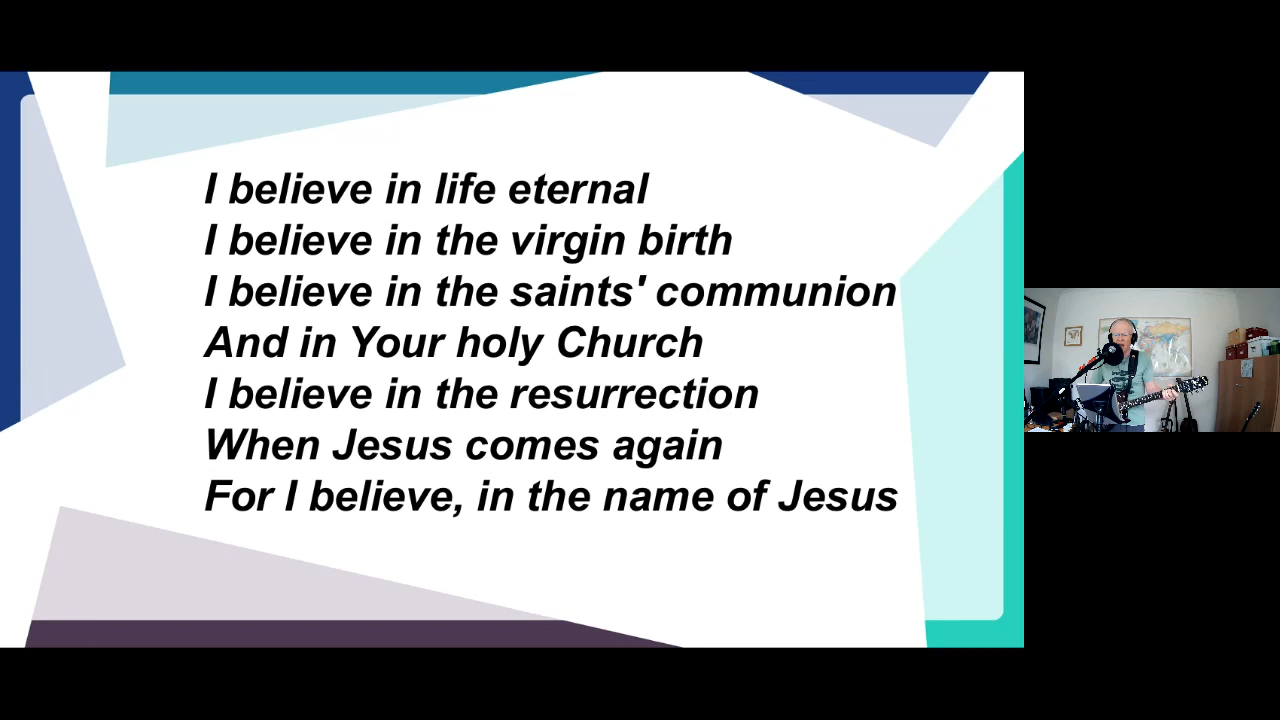 I believe in life eternal
I believe in the virgin birth
I believe in the saints' communion
And in Your holy Church
I believe in the resurrection
When Jesus comes again
For I believe, in the name of Jesus